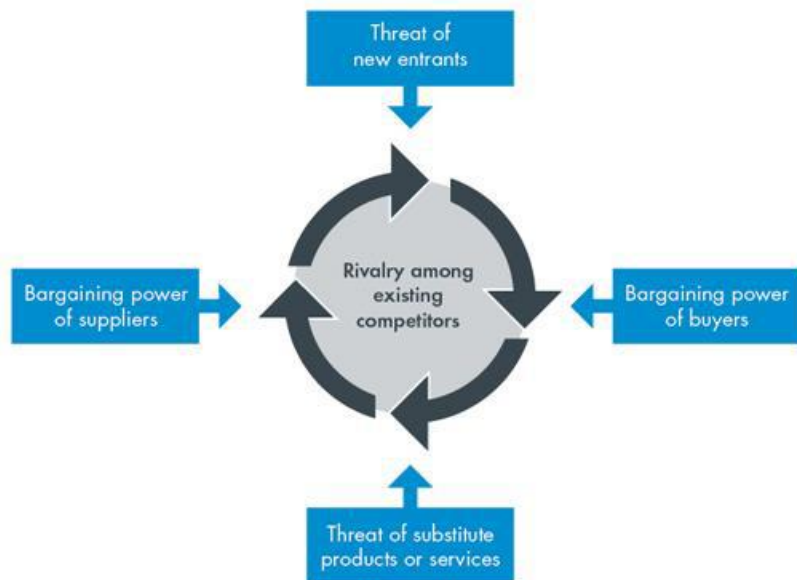 Threat of
new entrants
Bargaining power
of suppliers
Rivalry among
existing
competitors
Bargaining power
of buyers
Threat of substitute
products or services